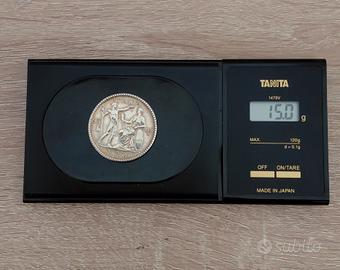 TANITA
1479V
15.0 g
MAX. 120g
d = 0.1g
OFF ON/TARE
MADE IN JAPAN
subito